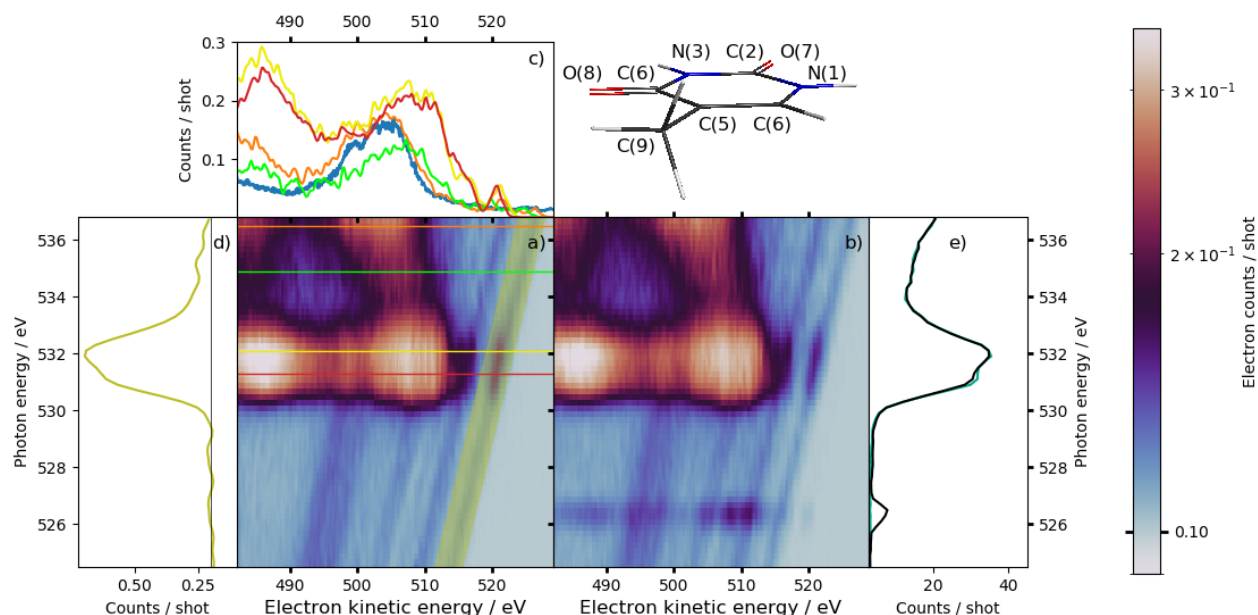 490 500 510 520
0.3
0.2
0.1
Counts / shot
c)
N(3) C(2) O(7)
O(8) C(6) N(1)
C(5) C(6)
C(9)
3 × 10⁻¹
2 × 10⁻¹
0.10
Electron counts / shot
d) a) b) e)
536
534
532
530
528
526
Photon energy / eV
536
534
532
530
528
526
Photon energy / eV
0.50 0.25 490 500 510 520 490 500 510 520 20 40
Counts / shot Electron kinetic energy / eV Electron kinetic energy / eV Counts / shot